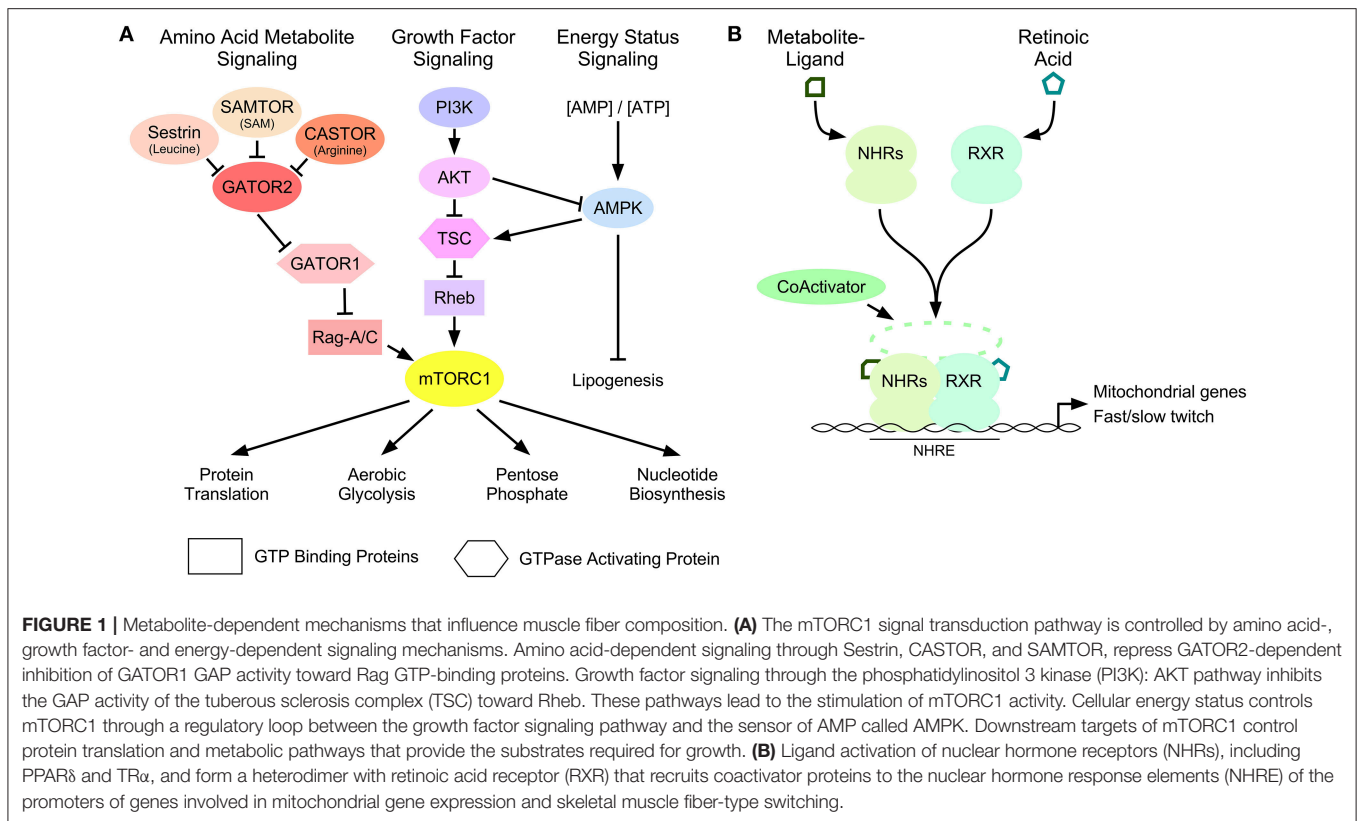 A
Amino Acid Metabolite
Signaling
Growth Factor
Signaling
Energy Status
Signaling
SAMTOR
(SAM)
Sestrin
(Leucine)
CASTOR
(Arginine)
GATOR2
GATOR1
Rag-A/C
PI3K
AKT
TSC
Rheb
mTORC1
[AMP] / [ATP]
AMPK
Lipogenesis
Protein
Translation
Aerobic
Glycolysis
Pentose
Phosphate
Nucleotide
Biosynthesis
GTP Binding Proteins
GTPase Activating Protein
B
Metabolite-
Ligand
Retinoic
Acid
NHRs
RXR
CoActivator
NHRs
RXR
NHRE
Mitochondrial genes
Fast/slow twitch
FIGURE 1 | Metabolite-dependent mechanisms that influence muscle fiber composition. (A) The mTORC1 signal transduction pathway is controlled by amino acid-,
growth factor- and energy-dependent signaling mechanisms. Amino acid-dependent signaling through Sestrin, CASTOR, and SAMTOR, repress GATOR2-dependent
inhibition of GATOR1 GAP activity toward Rag GTP-binding proteins. Growth factor signaling through the phosphatidylinositol 3 kinase (PI3K): AKT pathway inhibits
the GAP activity of the tuberous sclerosis complex (TSC) toward Rheb. These pathways lead to the stimulation of mTORC1 activity. Cellular energy status controls
mTORC1 through a regulatory loop between the growth factor signaling pathway and the sensor of AMP called AMPK. Downstream targets of mTORC1 control
protein translation and metabolic pathways that provide the substrates required for growth. (B) Ligand activation of nuclear hormone receptors (NHRs), including
PPARδ and TRα, and form a heterodimer with retinoic acid receptor (RXR) that recruits coactivator proteins to the nuclear hormone response elements (NHRE) of the
promoters of genes involved in mitochondrial gene expression and skeletal muscle fiber-type switching.